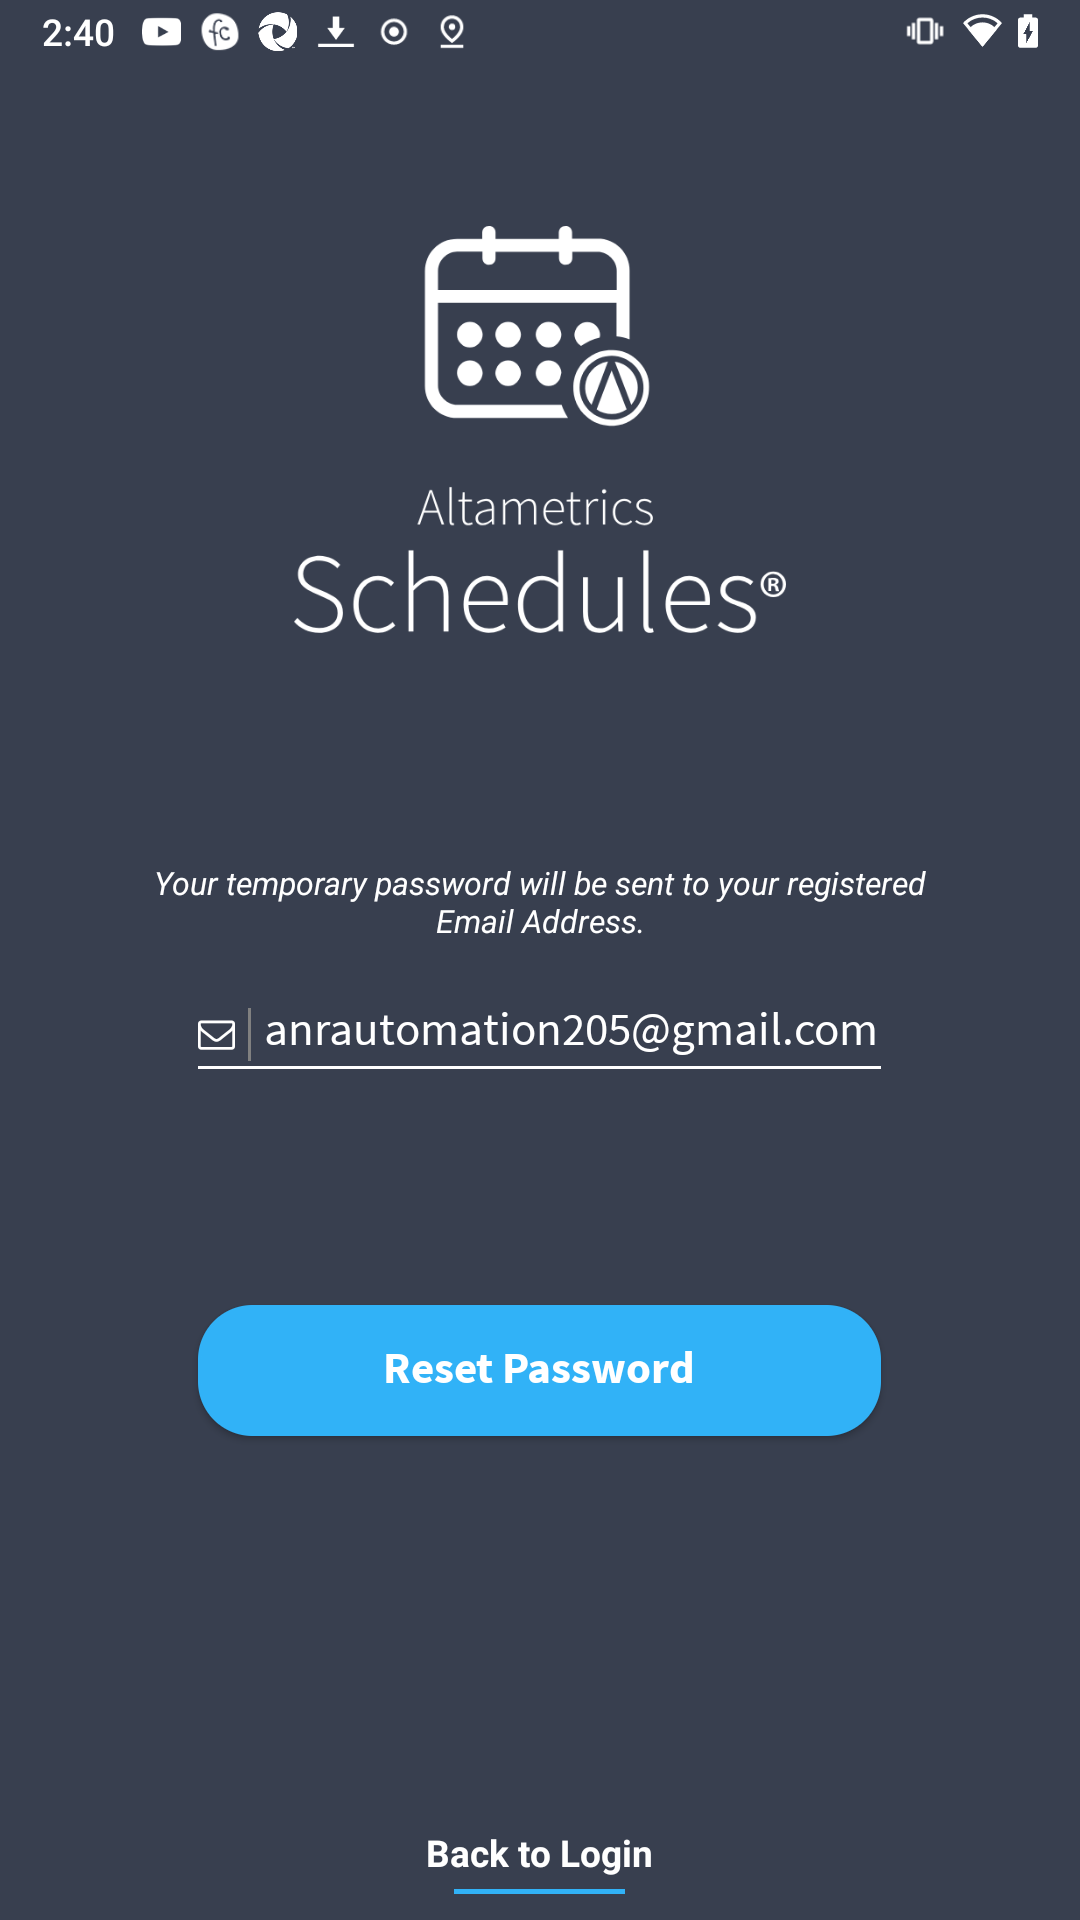 2:40
Altametrics
Schedules®
Your temporary password will be sent to your registered
Email Address.
anrautomation205@gmail.com
Reset Password
Back to Login